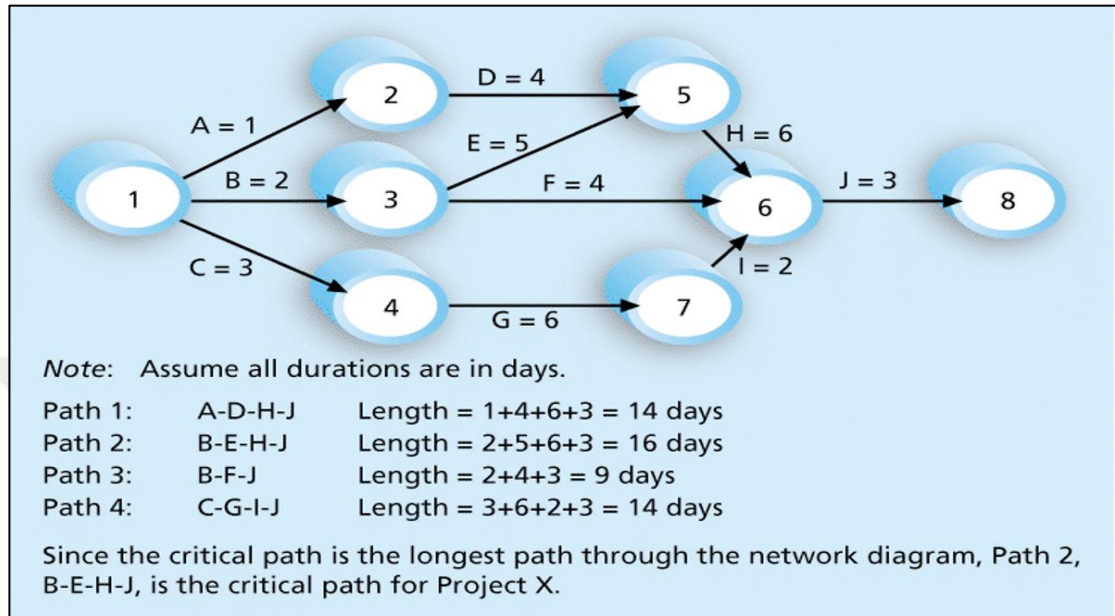 2
D = 4
5
A = 1
E = 5
H = 6
1
B = 2
3
F = 4
6
J = 3
8
C = 3
4
G = 6
7
I = 2
Note: Assume all durations are in days.
Path 1: A-D-H-J Length = 1+4+6+3 = 14 days
Path 2: B-E-H-J Length = 2+5+6+3 = 16 days
Path 3: B-F-J Length = 2+4+3 = 9 days
Path 4: C-G-I-J Length = 3+6+2+3 = 14 days
Since the critical path is the longest path through the network diagram, Path 2,
B-E-H-J, is the critical path for Project X.